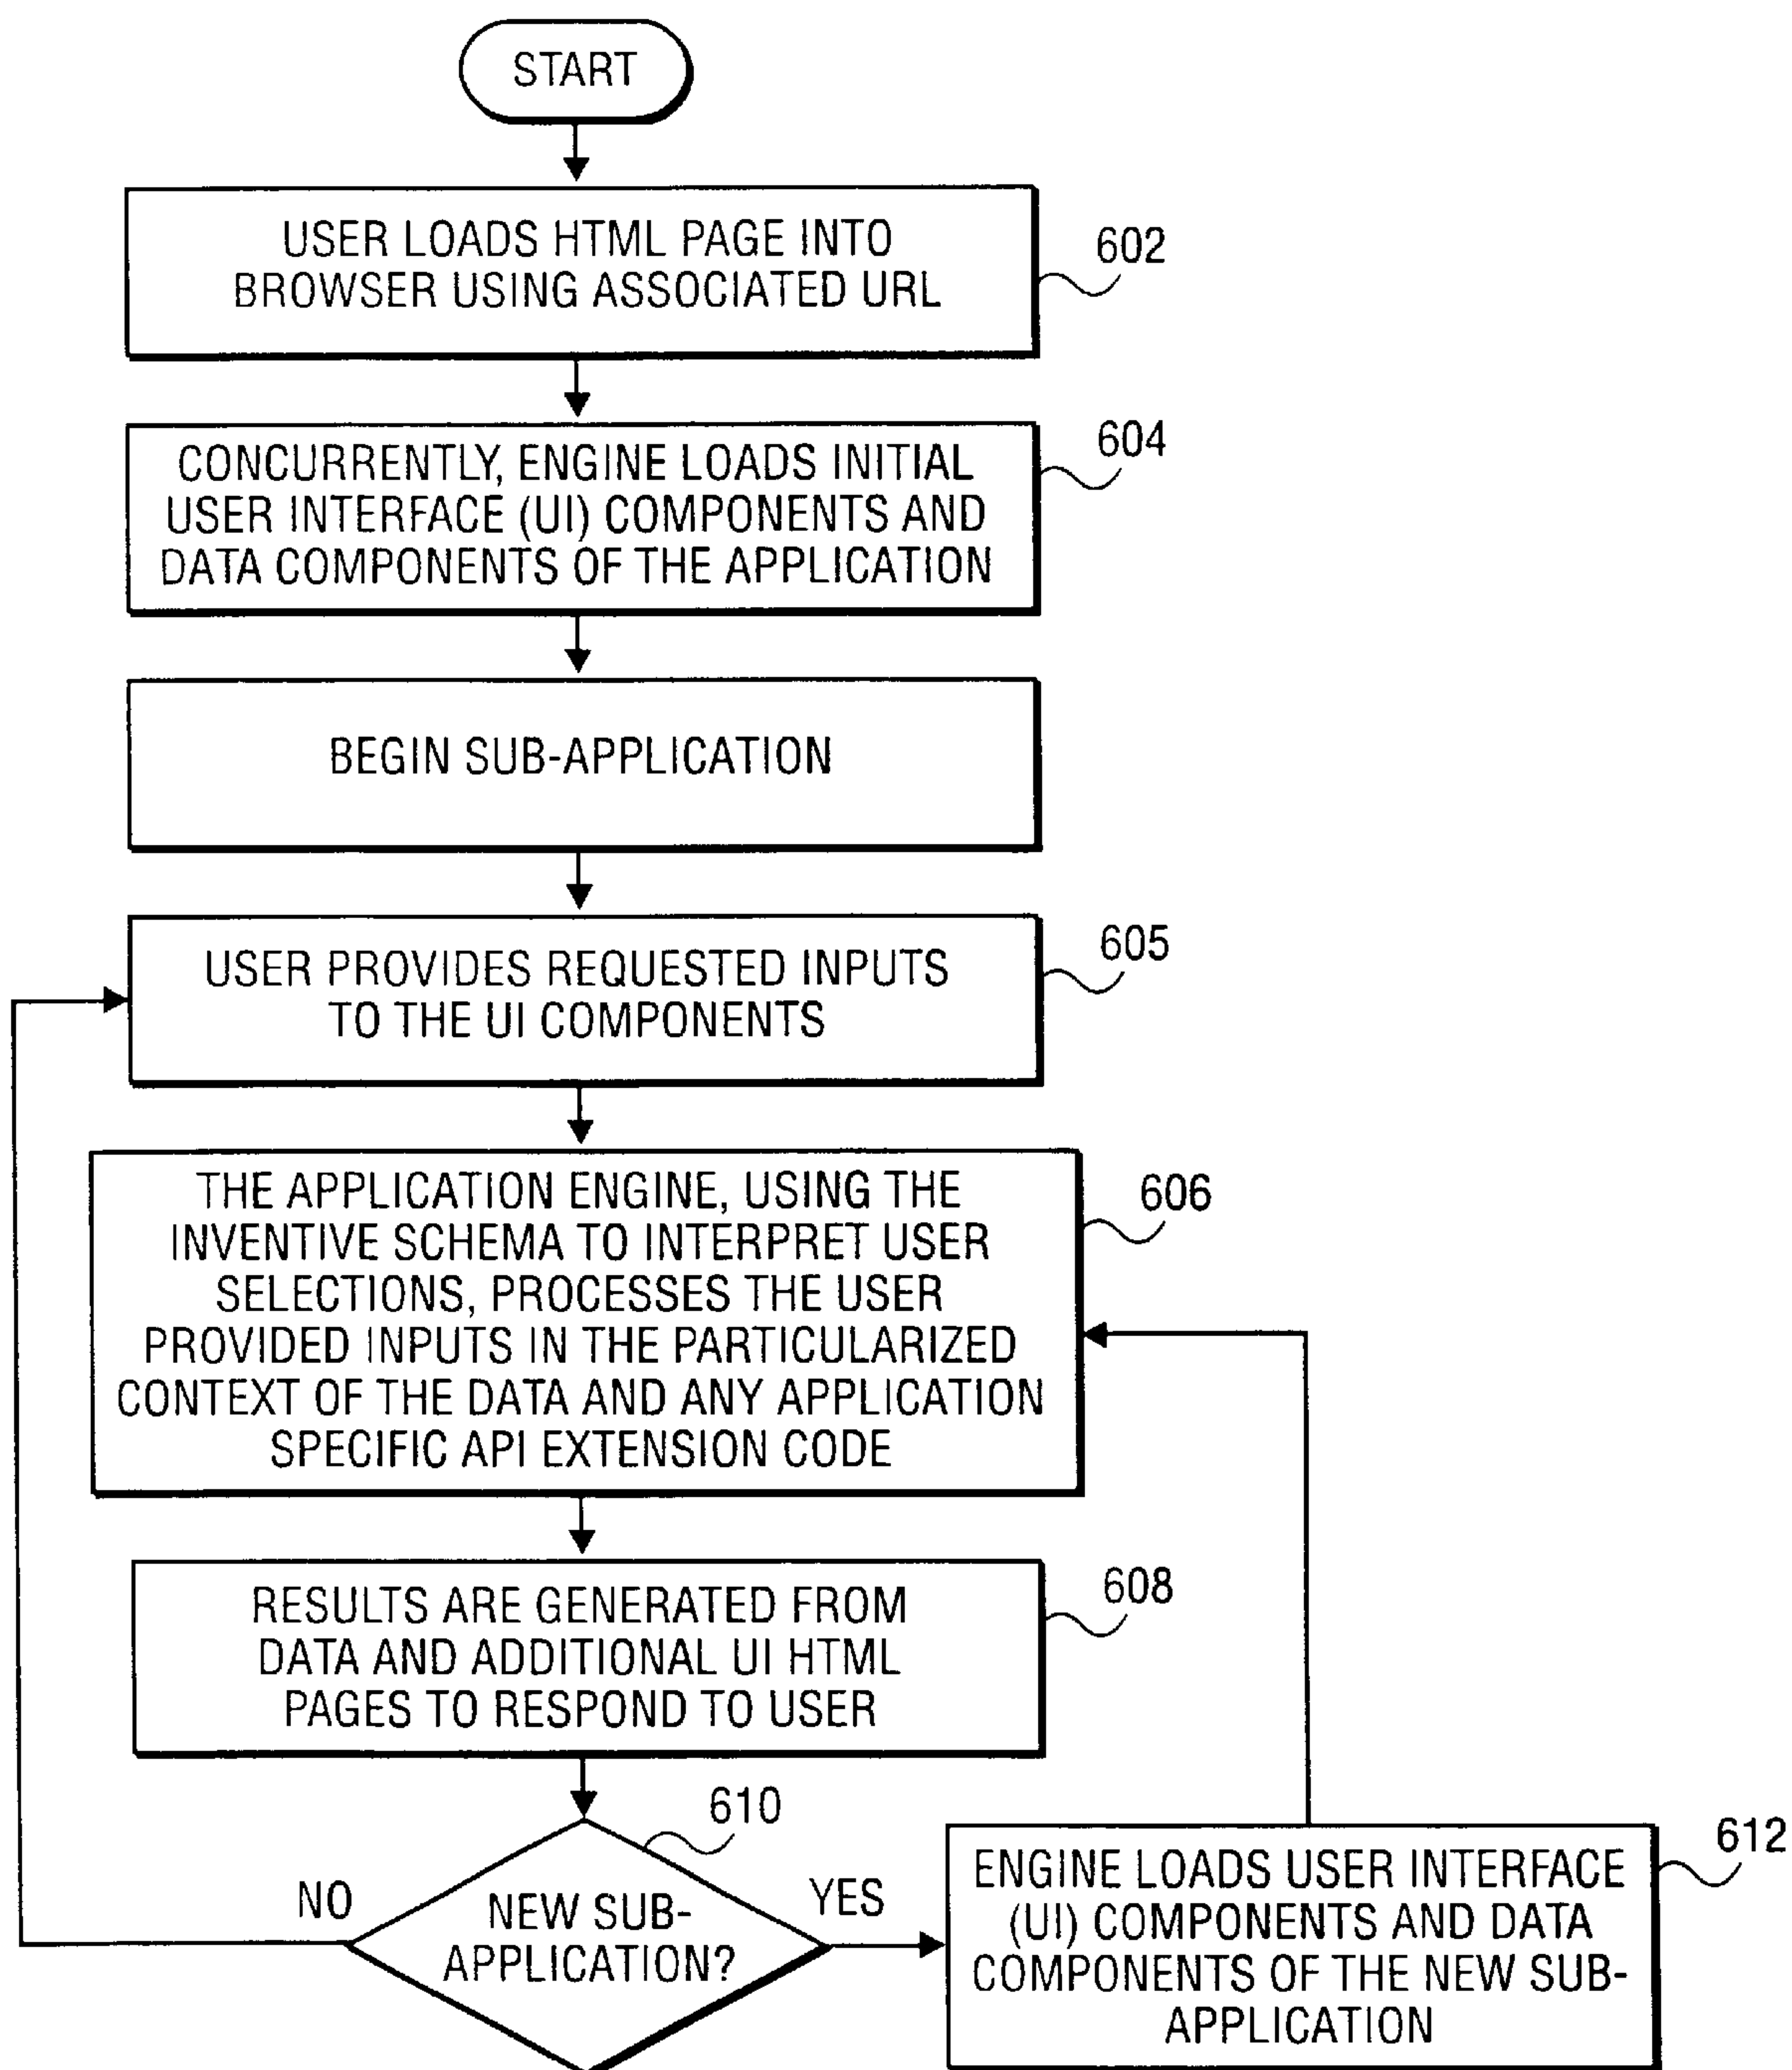 START
USER LOADS HTML PAGE INTO
BROWSER USING ASSOCIATED URL
602
CONCURRENTLY, ENGINE LOADS INITIAL
USER INTERFACE (UI) COMPONENTS AND
DATA COMPONENTS OF THE APPLICATION
604
BEGIN SUB-APPLICATION
USER PROVIDES REQUESTED INPUTS
TO THE UI COMPONENTS
605
THE APPLICATION ENGINE, USING THE
INVENTIVE SCHEMA TO INTERPRET USER
SELECTIONS, PROCESSES THE USER
PROVIDED INPUTS IN THE PARTICULARIZED
CONTEXT OF THE DATA AND ANY APPLICATION
SPECIFIC API EXTENSION CODE
606
RESULTS ARE GENERATED FROM
DATA AND ADDITIONAL UI HTML
PAGES TO RESPOND TO USER
608
610
NO
NEW SUB-
APPLICATION?
YES
ENGINE LOADS USER INTERFACE
(UI) COMPONENTS AND DATA
COMPONENTS OF THE NEW SUB-
APPLICATION
612